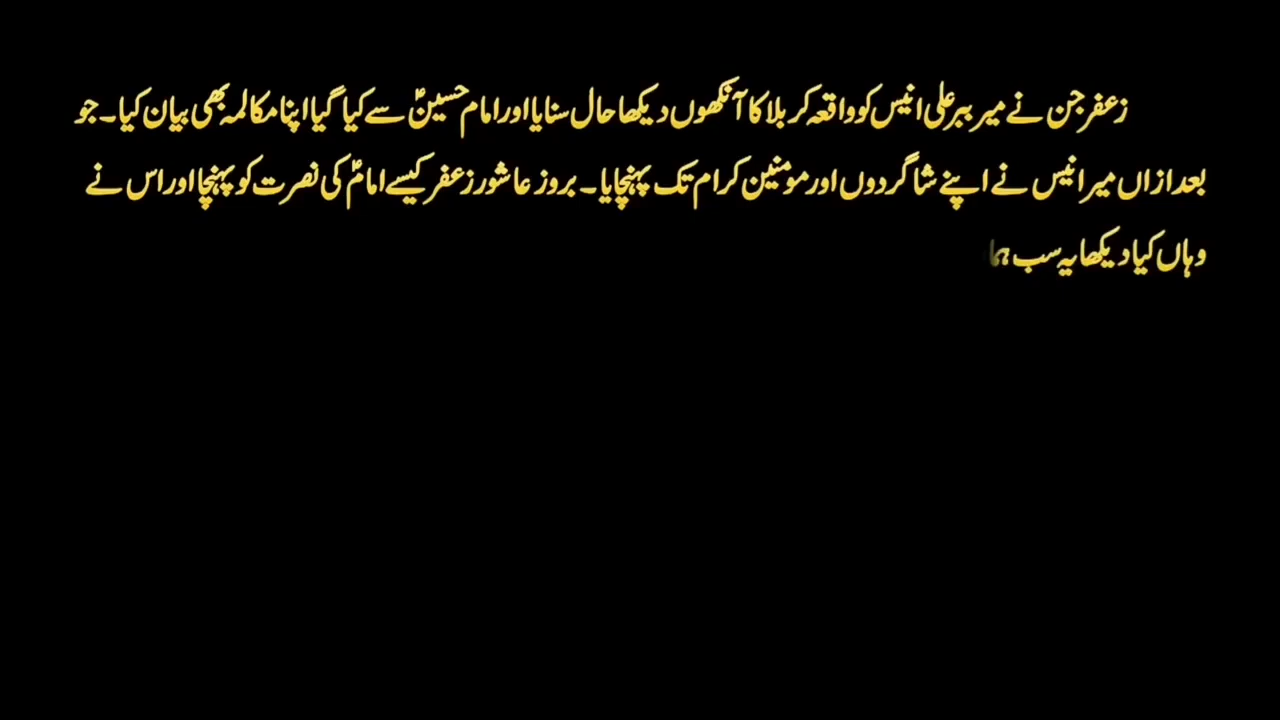 زعفر جن نے میر ببر علی انیس کو واقعہ کربلا کا آنکھوں دیکھا حال سنایا اور امام حسینؑ سے کیا گیا اپنا مکالمہ بھی بیان کیا۔ جو
بعد ازاں میر انیس نے اپنے شاگردوں اور مومنین کرام تک پہنچایا۔ بروز عاشور زعفر کیسے امامؑ کی نصرت کو پہنچا اور اس نے
وہاں کیا دیکھا یہ سب